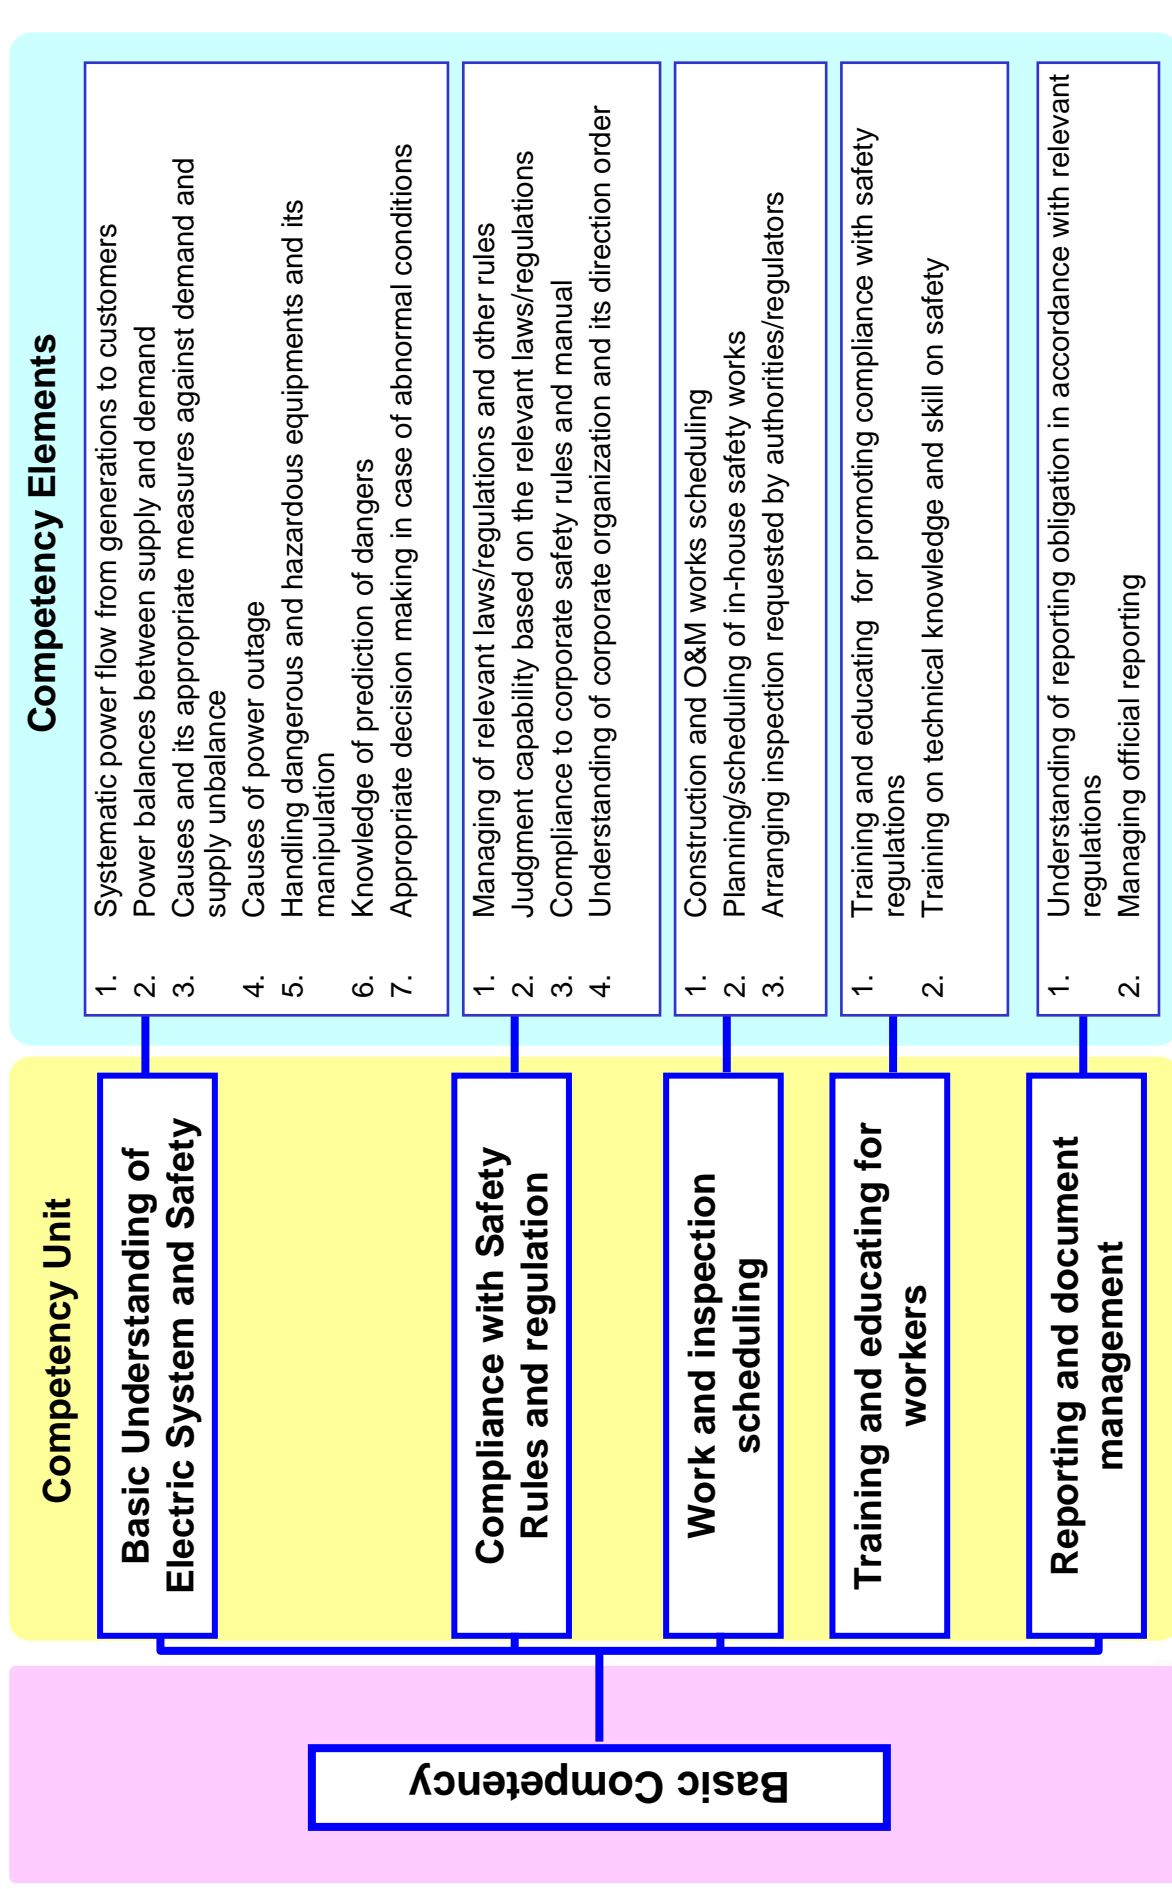 Basic Competency
Competency Unit
Basic Understanding of
Electric System and Safety
Compliance with Safety
Rules and regulation
Work and inspection
scheduling
Training and educating for
workers
Reporting and document
management
Competency Elements
1. Systematic power flow from generations to customers
2. Power balances between supply and demand
3. Causes and its appropriate measures against demand and
supply unbalance
4. Causes of power outage
5. Handling dangerous and hazardous equipments and its
manipulation
6. Knowledge of prediction of dangers
7. Appropriate decision making in case of abnormal conditions
1. Managing of relevant laws/regulations and other rules
2. Judgment capability based on the relevant laws/regulations
3. Compliance to corporate safety rules and manual
4. Understanding of corporate organization and its direction order
1. Construction and O&M works scheduling
2. Planning/scheduling of in-house safety works
3. Arranging inspection requested by authorities/regulators
1. Training and educating for promoting compliance with safety
regulations
2. Training on technical knowledge and skill on safety
1. Understanding of reporting obligation in accordance with relevant
regulations
2. Managing official reporting